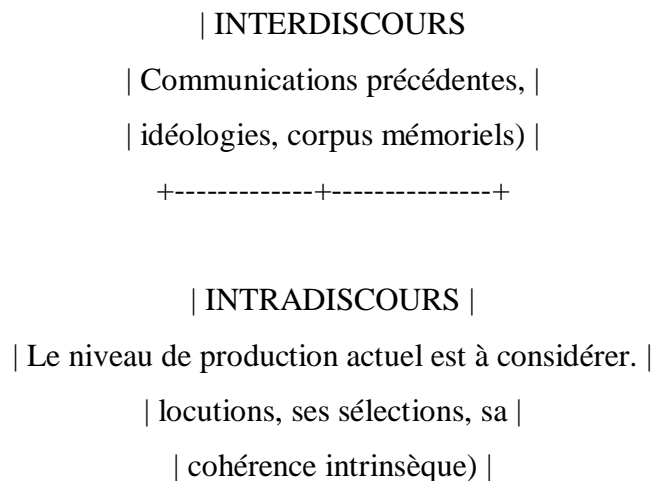 | INTERDISCOURS
| Communications précédentes, |
| idéologies, corpus mémoriels) |
+-------------+---------------+
| INTRADISCOURS |
| Le niveau de production actuel est à considérer. |
| locutions, ses sélections, sa |
| cohérence intrinsèque) |